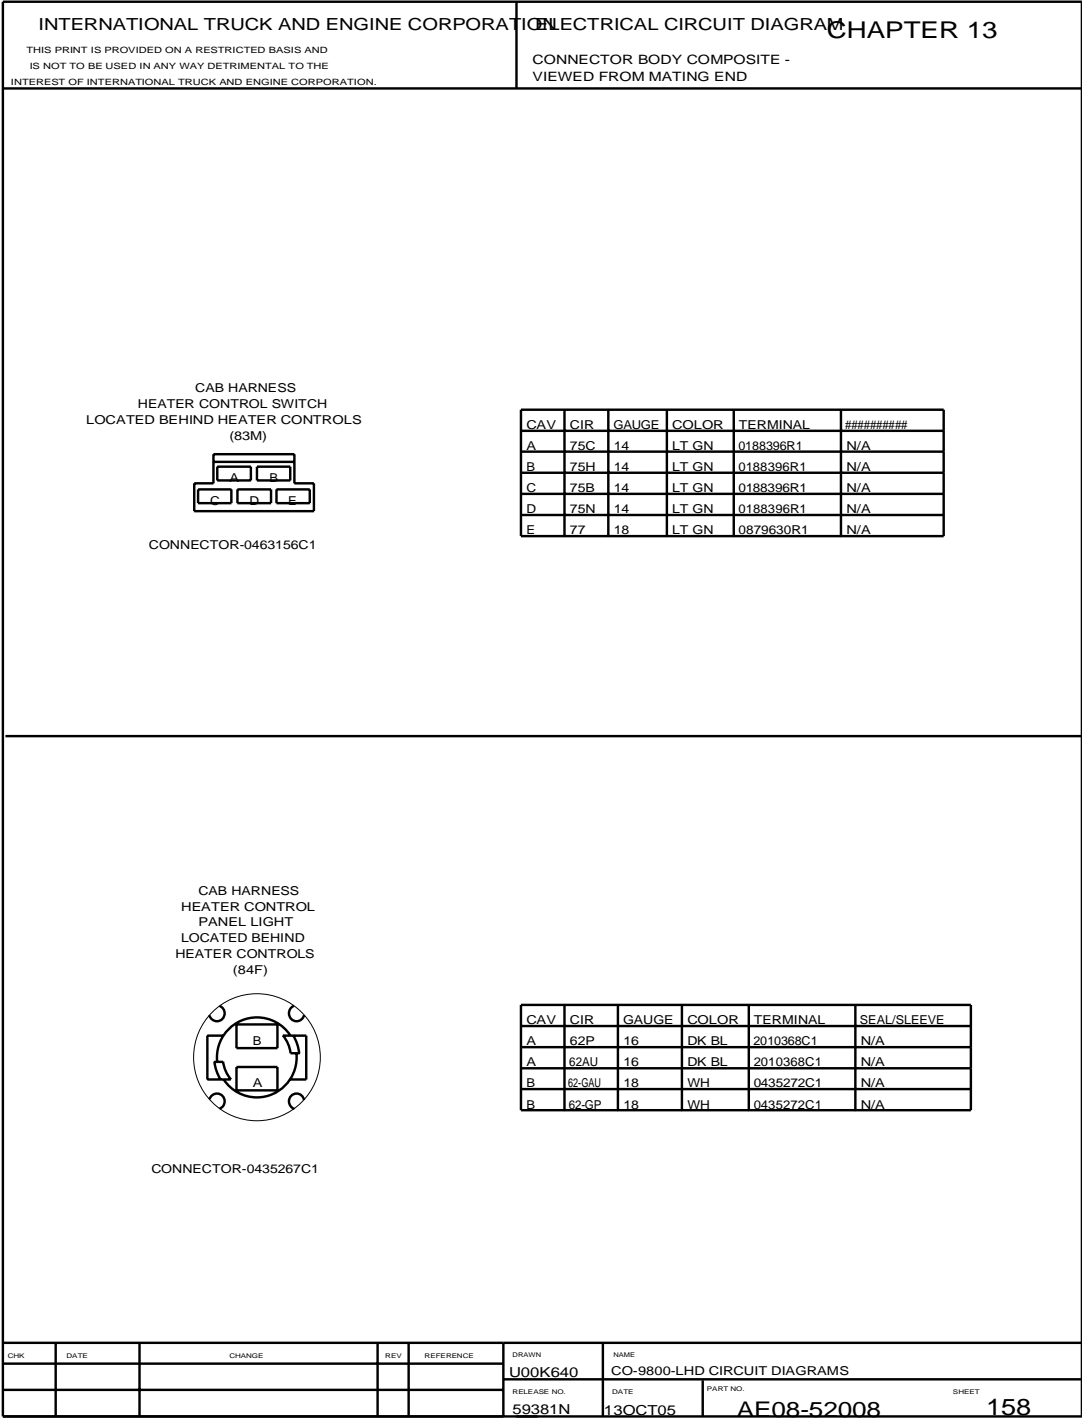 INTERNATIONAL TRUCK AND ENGINE CORPORATION
THIS PRINT IS PROVIDED ON A RESTRICTED BASIS AND
IS NOT TO BE USED IN ANY WAY DETRIMENTAL TO THE
INTEREST OF INTERNATIONAL TRUCK AND ENGINE CORPORATION.
ELECTRICAL CIRCUIT DIAGRAM
CHAPTER 13
CONNECTOR BODY COMPOSITE -
VIEWED FROM MATING END
CAB HARNESS
HEATER CONTROL SWITCH
LOCATED BEHIND HEATER CONTROLS
(83M)
A B
C D E
CONNECTOR-0463156C1
CAV CIR GAUGE COLOR TERMINAL ##########
A 75C 14 LT GN 0188396R1 N/A
B 75H 14 LT GN 0188396R1 N/A
C 75B 14 LT GN 0188396R1 N/A
D 75N 14 LT GN 0188396R1 N/A
E 77 18 LT GN 0879630R1 N/A
CAB HARNESS
HEATER CONTROL
PANEL LIGHT
LOCATED BEHIND
HEATER CONTROLS
(84F)
B
A
CONNECTOR-0435267C1
CAV CIR GAUGE COLOR TERMINAL SEAL/SLEEVE
A 62P 16 DK BL 2010368C1 N/A
A 62AU 16 DK BL 2010368C1 N/A
B 62-GAU 18 WH 0435272C1 N/A
B 62-GP 18 WH 0435272C1 N/A
CHK DATE CHANGE REV REFERENCE
DRAWN
U00K640
NAME
CO-9800-LHD CIRCUIT DIAGRAMS
RELEASE NO.
59381N
DATE
13OCT05
PART NO.
AE08-52008
SHEET
158